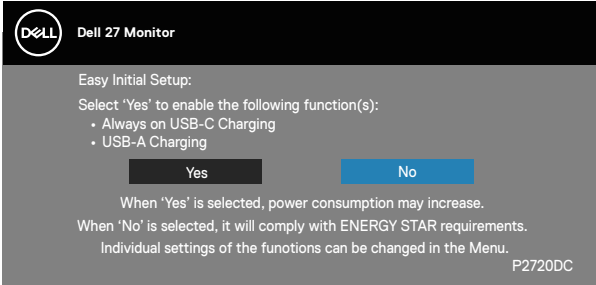 DELL
Dell 27 Monitor
Easy Initial Setup:
Select ‘Yes’ to enable the following function(s):
• Always on USB-C Charging
• USB-A Charging
Yes No
When ‘Yes’ is selected, power consumption may increase.
When ‘No’ is selected, it will comply with ENERGY STAR requirements.
Individual settings of the funotions can be changed in the Menu.
P2720DC